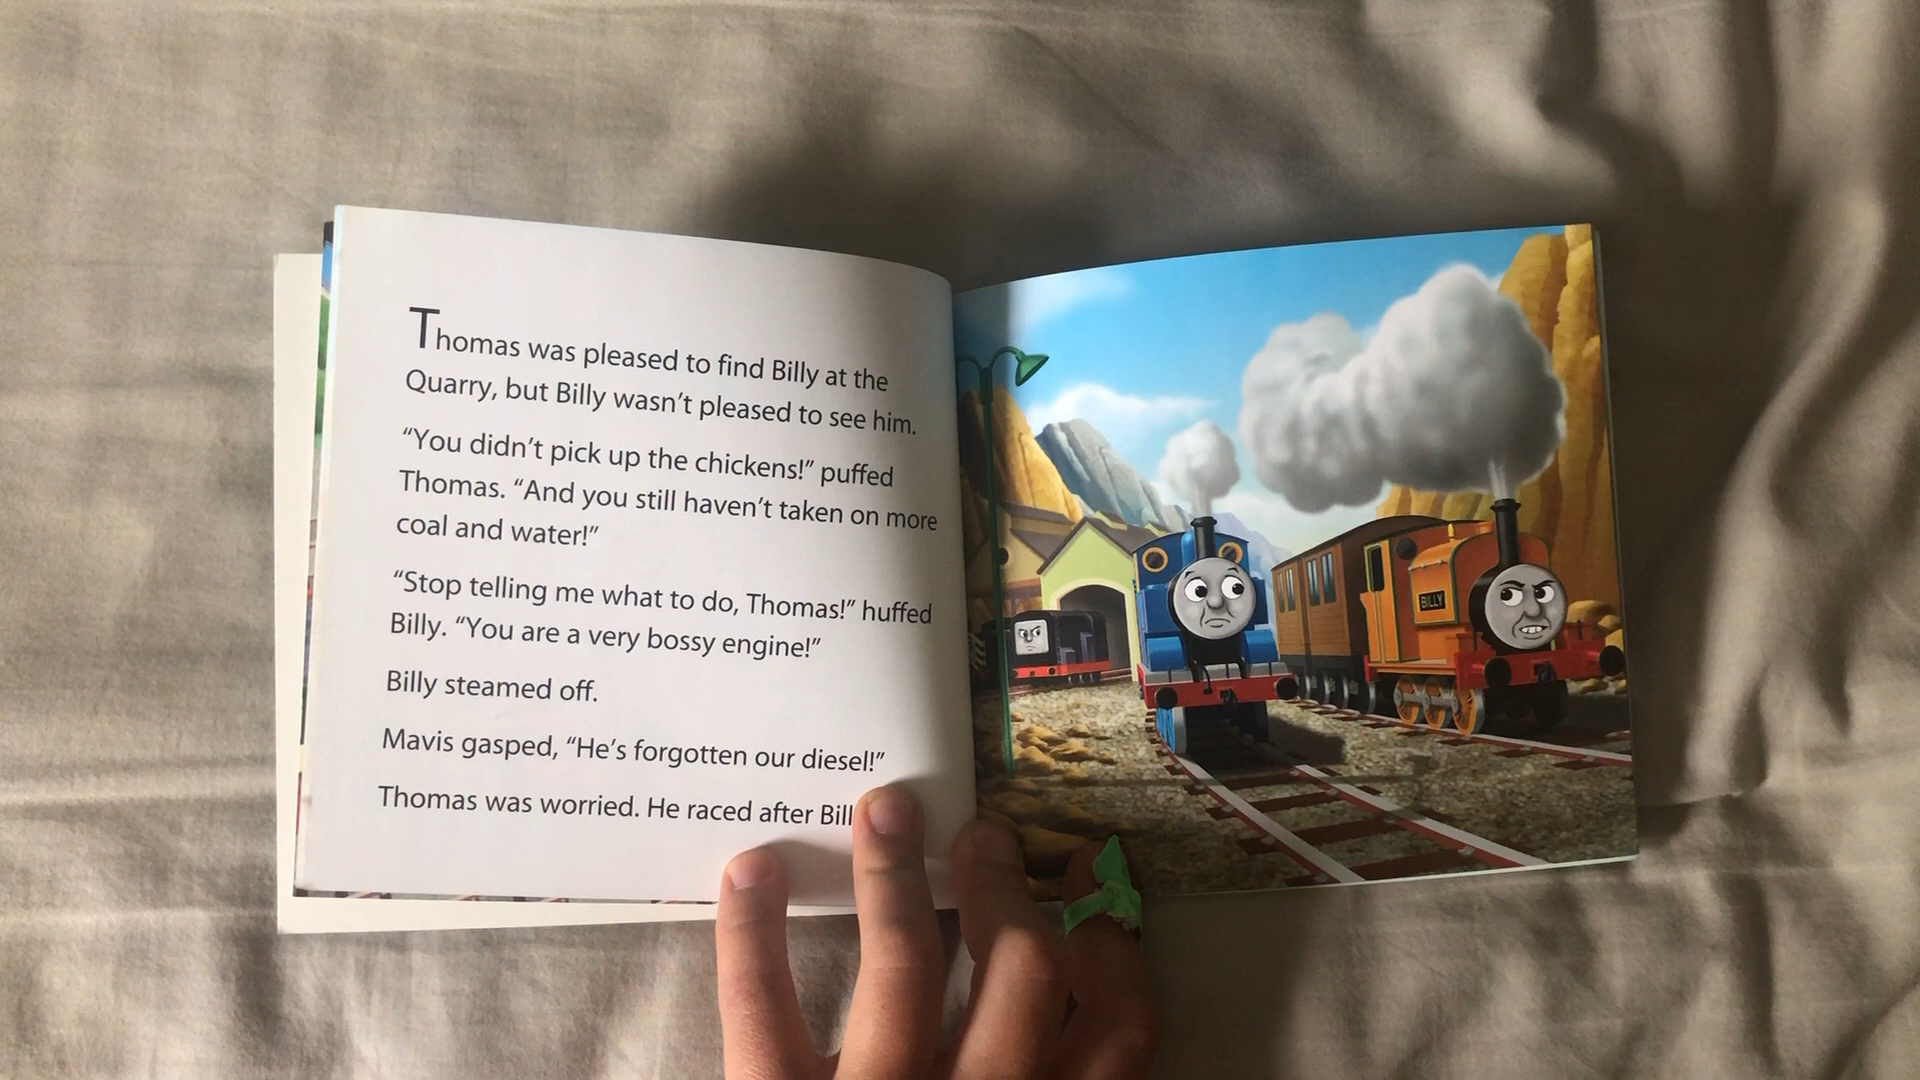 Thomas was pleased to find Billy at the
Quarry, but Billy wasn't pleased to see him.
“You didn't pick up the chickens!” puffed
Thomas. “And you still haven't taken on more
coal and water!”
“Stop telling me what to do, Thomas!” huffed
Billy. “You are a very bossy engine!”
Billy steamed off.
Mavis gasped, “He's forgotten our diesel!”
Thomas was worried. He raced after Bill
BILLY